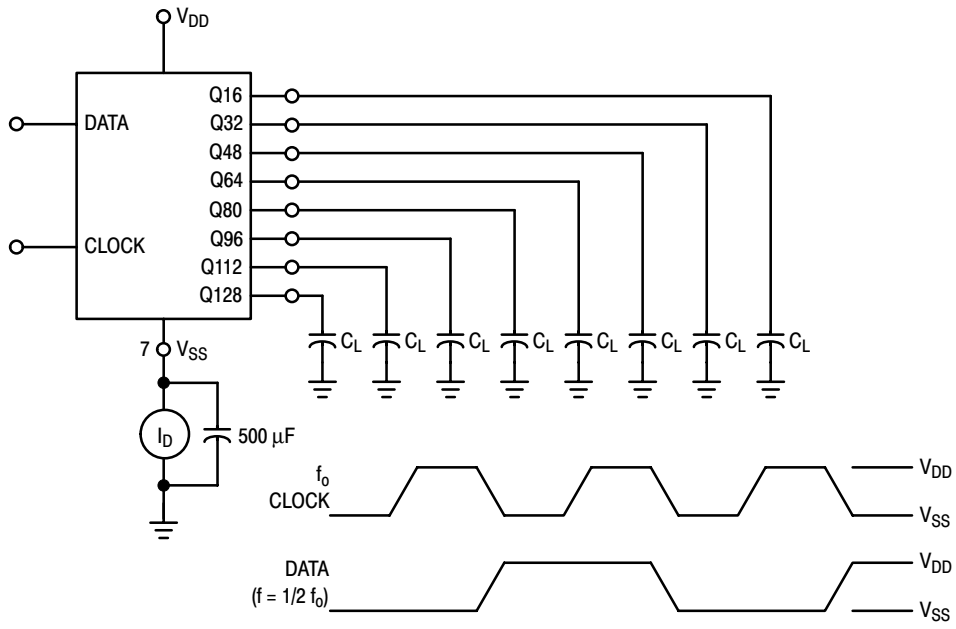 V_DD
DATA
CLOCK
Q16
Q32
Q48
Q64
Q80
Q96
Q112
Q128
C_L C_L C_L C_L C_L C_L C_L C_L
7 V_SS
I_D
500 μF
f_o
CLOCK
V_DD
V_SS
DATA
(f = 1/2 f_o)
V_DD
V_SS